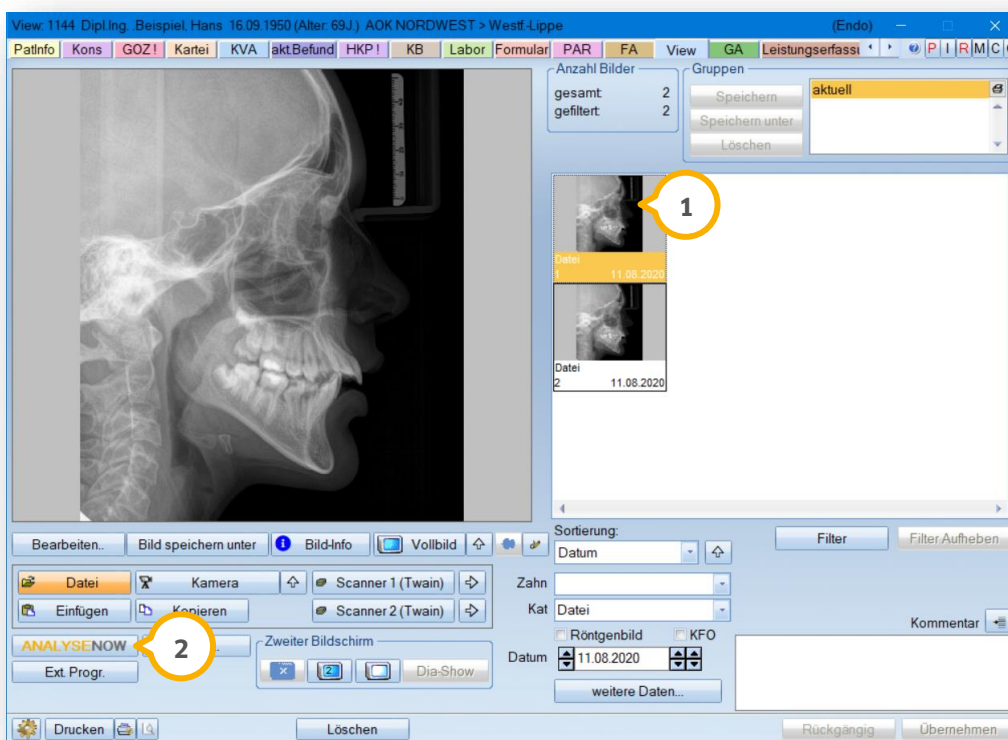 View: 1144 Dipl.Ing. Beispiel, Hans 16.09.1950 (Alter: 69J.) AOK NORDWEST > Westf.-Lippe (Endo)
PatInfo Kons GOZ! Kartei KVA akt.Befund HKP! KB Labor Formular PAR FA View GA Leistungserfassu P I R M C
Anzahl Bilder
gesamt: 2
gefiltert: 2
Gruppen
Speichern
Speichern unter
Löschen
aktuell
1
Datei
1 11.08.2020
Datei
2 11.08.2020
Bearbeiten.. Bild speichern unter Bild-Info Vollbild
Datei Kamera Scanner 1 (Twain)
Einfügen Kopieren Scanner 2 (Twain)
ANALYSENOW
2
Ext. Progr.
Zweiter Bildschirm
2
Dia-Show
Sortierung:
Datum
Filter Filter Aufheben
Zahn
Kat Datei
Röntgenbild KFO
Datum 11.08.2020
weitere Daten...
Kommentar
Drucken Löschen Rückgängig Übernehmen